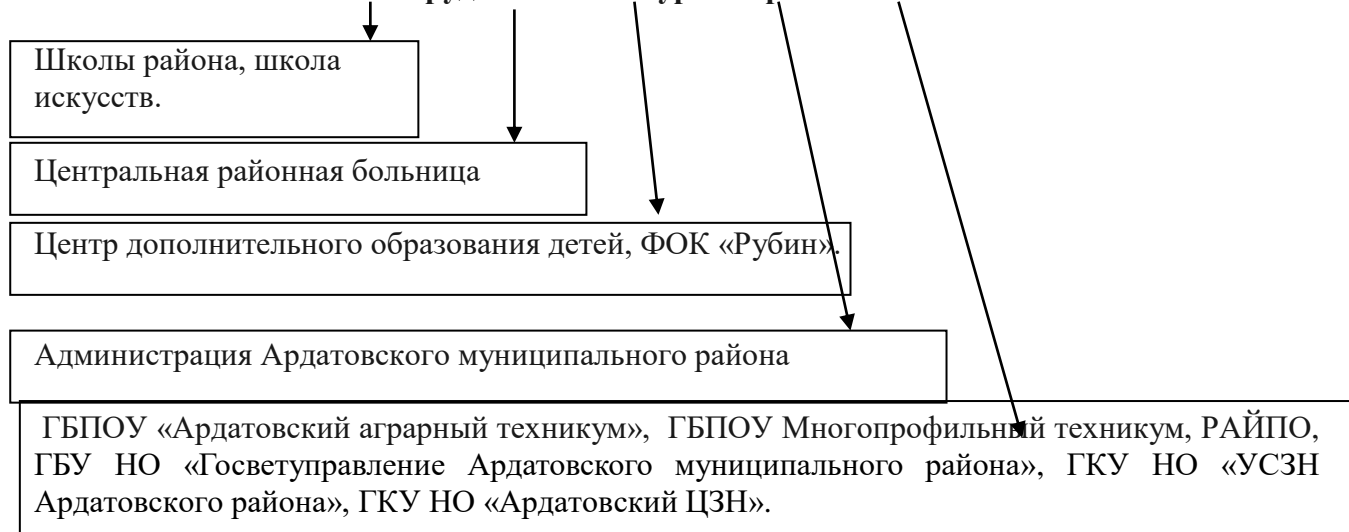 Школы района, школа
искусств.
Центральная районная больница
Центр дополнительного образования детей, ФОК «Рубин».
Администрация Ардатовского муниципального района
ГБПОУ «Ардатовский аграрный техникум», ГБПОУ Многопрофильный техникум, РАЙПО,
ГБУ НО «Госветуправление Ардатовского муниципального района», ГКУ НО «УСЗН
Ардатовского района», ГКУ НО «Ардатовский ЦЗН».